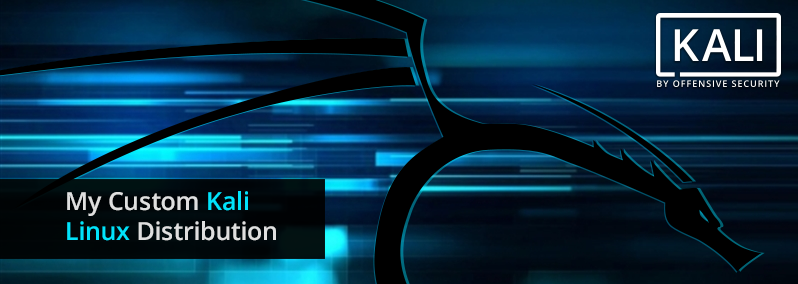 KALI
BY OFFENSIVE SECURITY
My Custom Kali
Linux Distribution